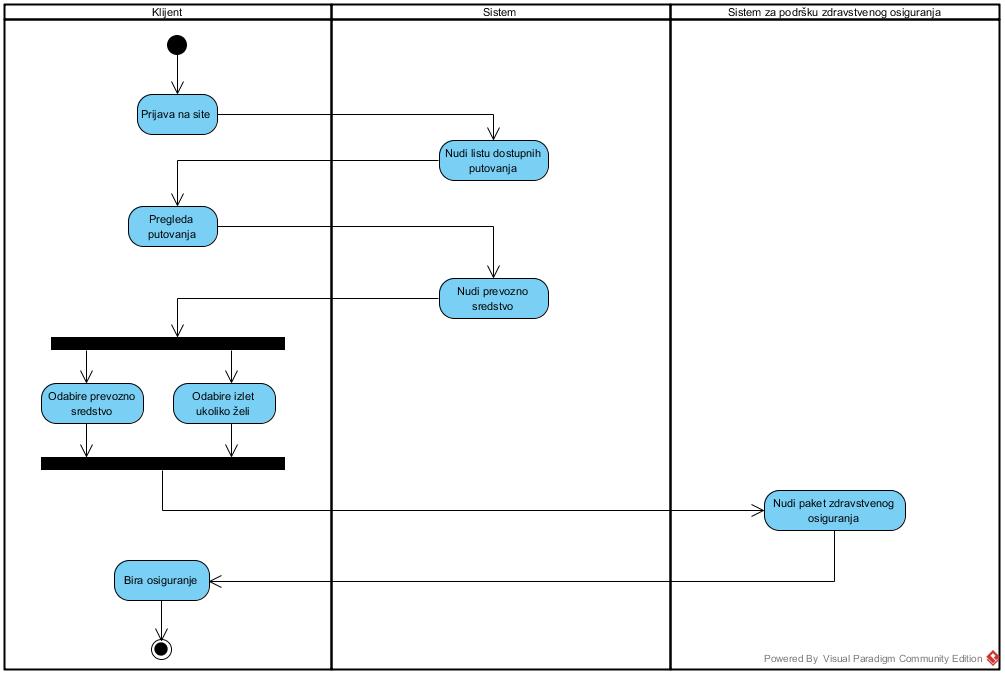 Klijent
Sistem
Sistem za podršku zdravstvenog osiguranja
Prijava na site
Nudi listu dostupnih
putovanja
Pregleda
putovanja
Nudi prevozno
sredstvo
Odabire prevozno
sredstvo
Odabire izlet
ukoliko želi
Nudi paket zdravstvenog
osiguranja
Bira osiguranje
Powered By Visual Paradigm Community Edition